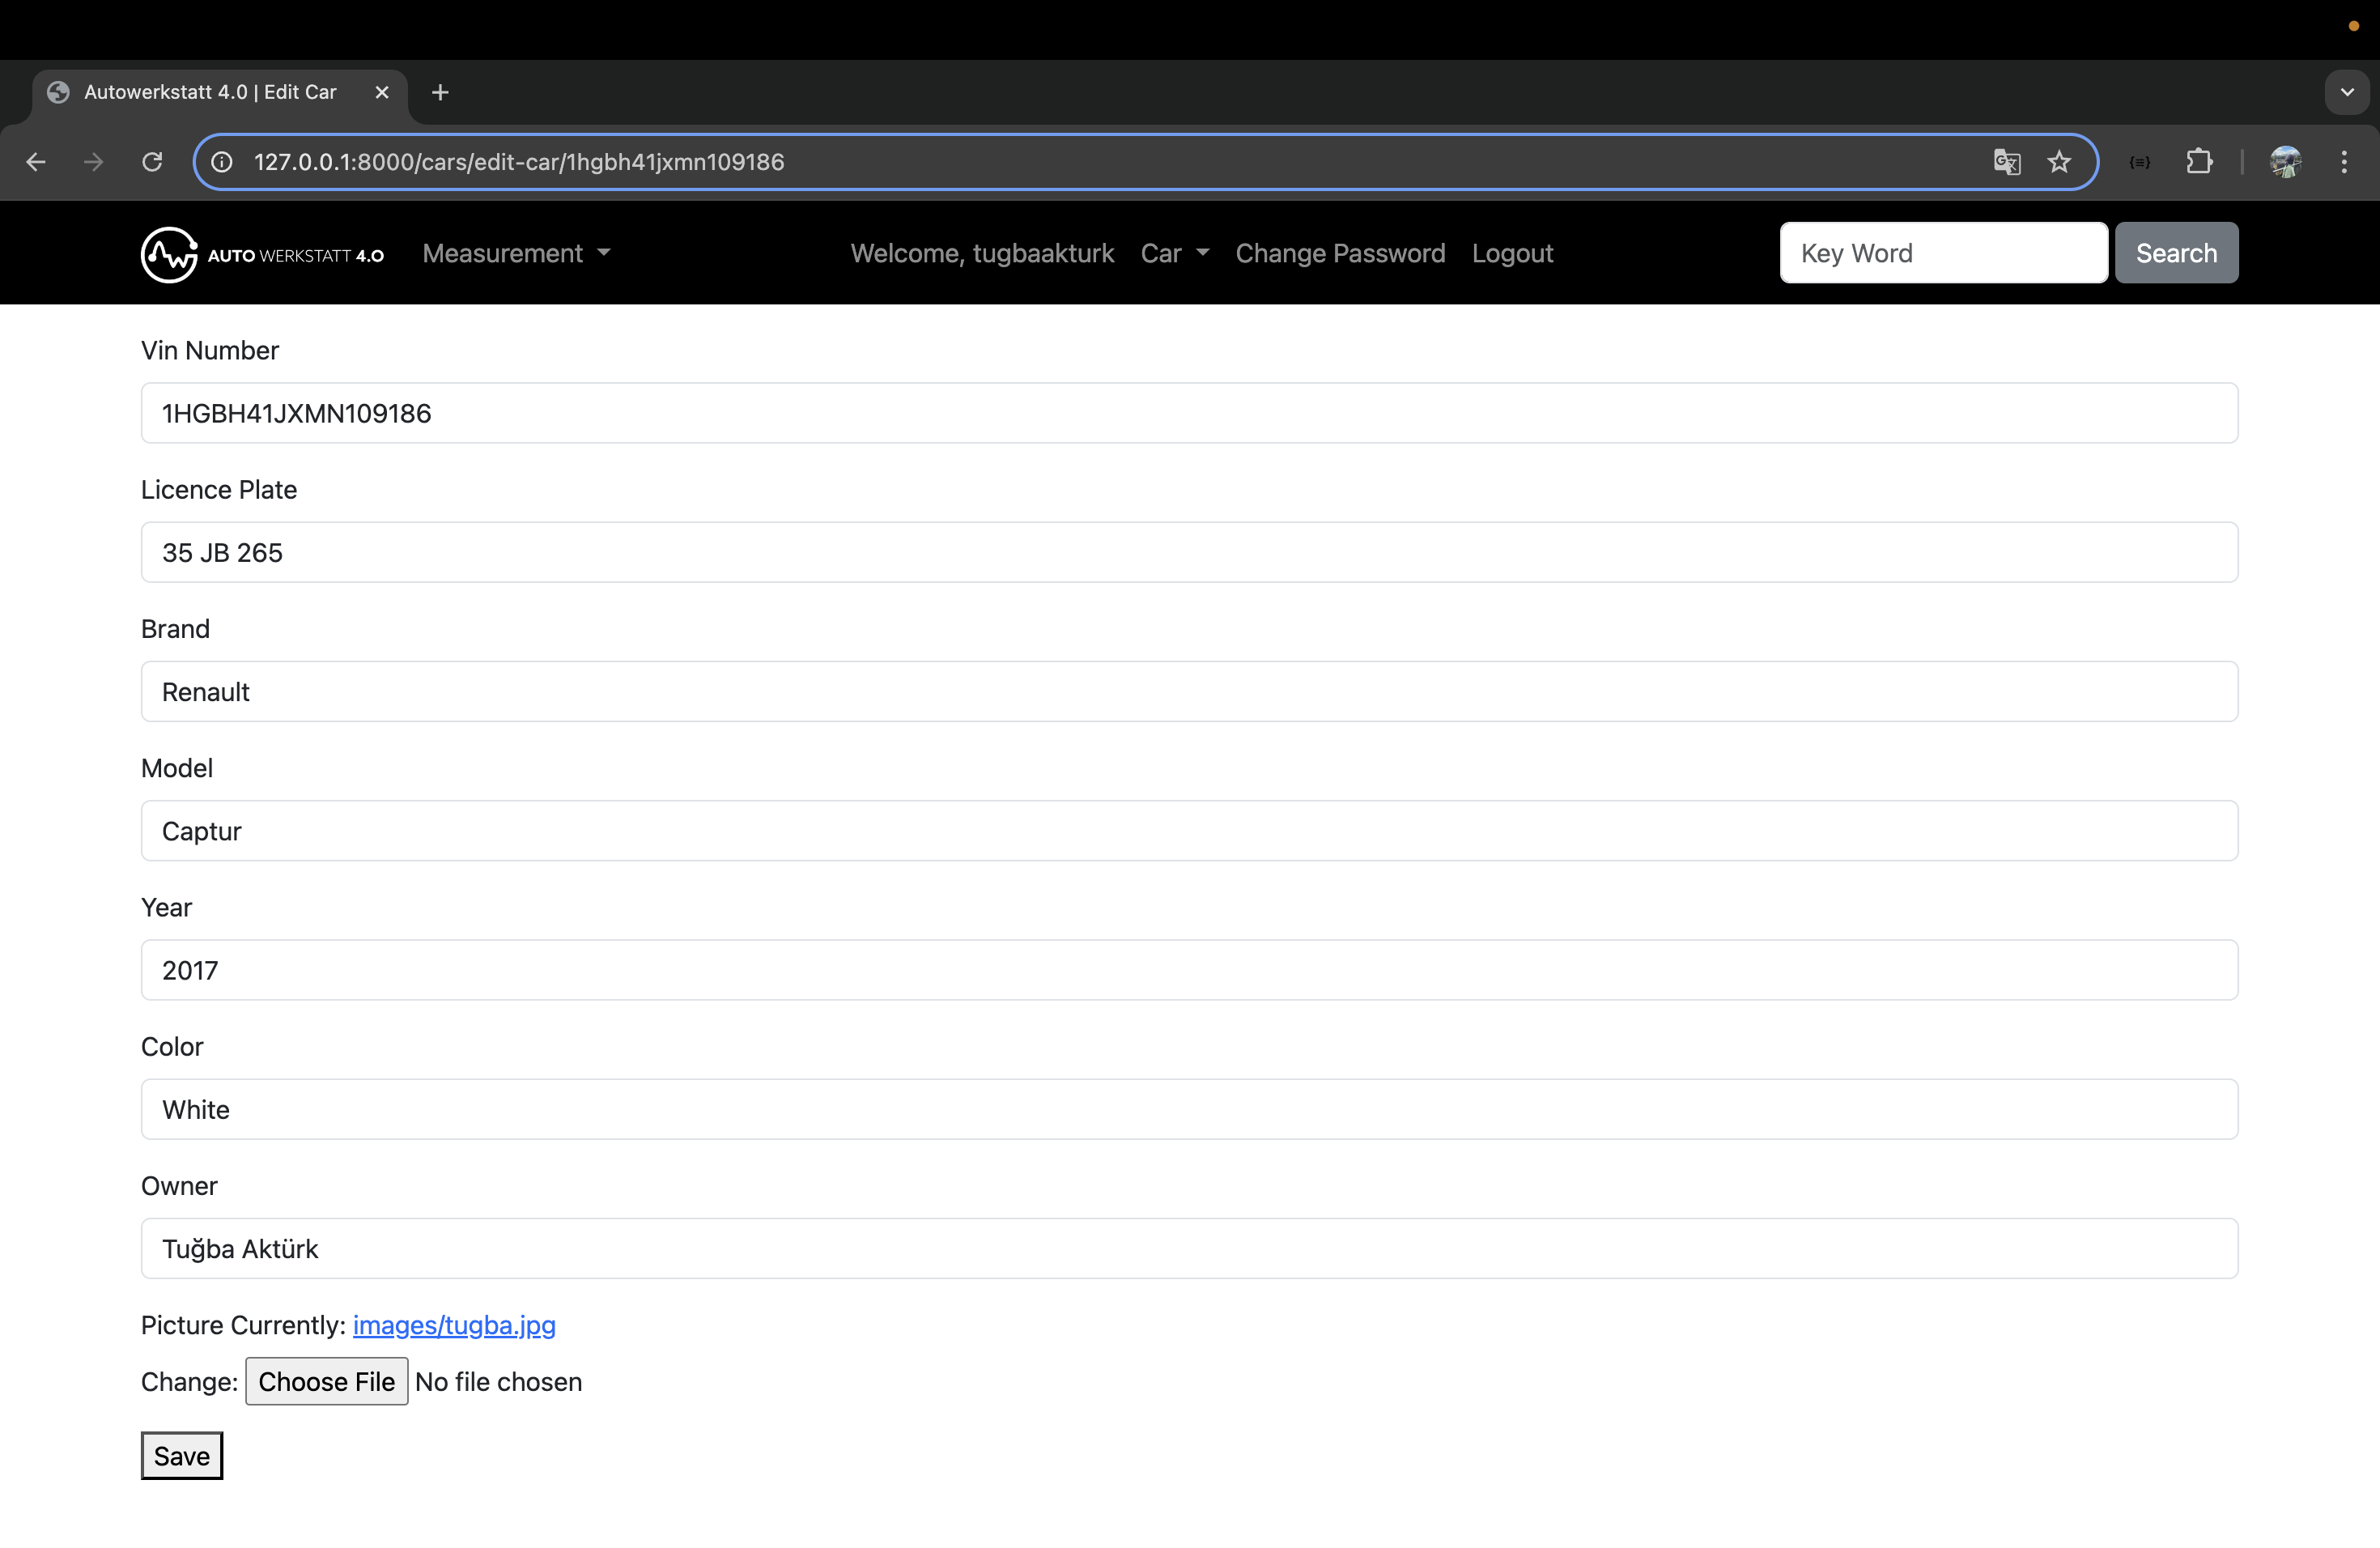 Autowerkstatt 4.0 | Edit Car
127.0.0.1:8000/cars/edit-car/1hgbh41jxmn109186
AUTO WERKSTATT 4.0 Measurement Welcome, tugbaakturk Car Change Password Logout Key Word Search
Vin Number
1HGBH41JXMN109186
Licence Plate
35 JB 265
Brand
Renault
Model
Captur
Year
2017
Color
White
Owner
Tuğba Aktürk
Picture Currently: images/tugba.jpg
Change: Choose File No file chosen
Save